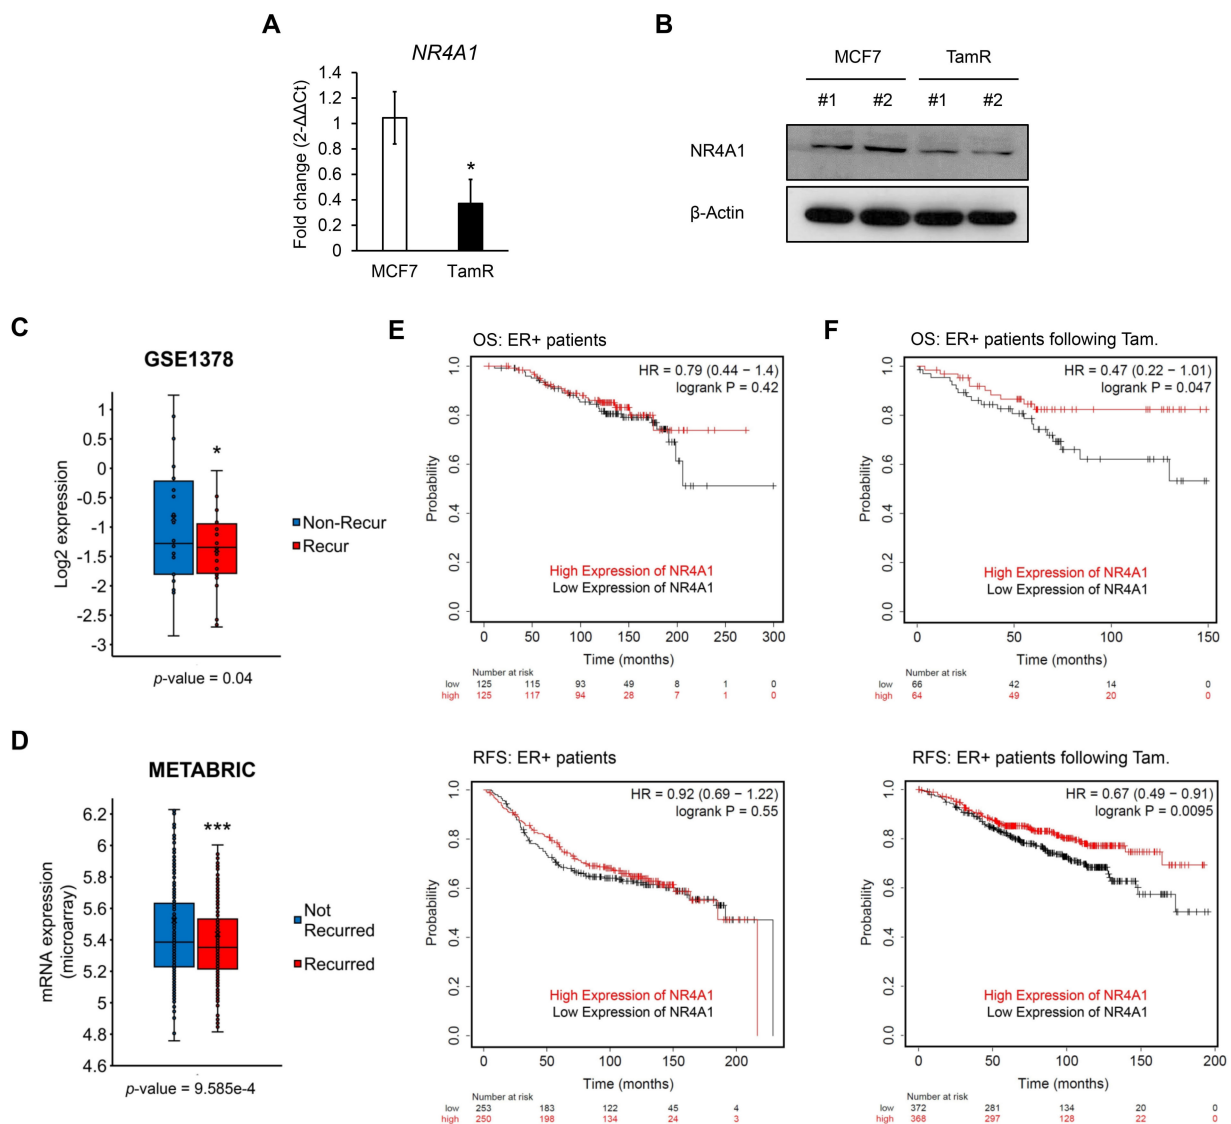 A
NR4A1
Fold change (2-ΔΔCt)
1.4
1.2
1
0.8
0.6
0.4
0.2
0
*
MCF7 TamR
B
MCF7 TamR
#1 #2 #1 #2
NR4A1
β-Actin
C
GSE1378
Log2 expression
1
0.5
0
-0.5
-1
-1.5
-2
-2.5
-3
*
Non-Recur
Recur
p-value = 0.04
D
METABRIC
mRNA expression
(microarray)
6.2
6
5.8
5.6
5.4
5.2
5
4.8
4.6
***
Not
Recurred
Recurred
p-value = 9.585e-4
E
OS: ER+ patients
HR = 0.79 (0.44 − 1.4)
logrank P = 0.42
Probability
1.0
0.8
0.6
0.4
0.2
0.0
High Expression of NR4A1
Low Expression of NR4A1
0 50 100 150 200 250 300
Time (months)
Number at risk
low 125 115 93 49 8 1 0
high 125 117 94 28 7 1 0
RFS: ER+ patients
HR = 0.92 (0.69 − 1.22)
logrank P = 0.55
Probability
1.0
0.8
0.6
0.4
0.2
0.0
High Expression of NR4A1
Low Expression of NR4A1
0 50 100 150 200
Time (months)
Number at risk
low 253 183 122 45 4
high 250 198 134 24 3
F
OS: ER+ patients following Tam.
HR = 0.47 (0.22 − 1.01)
logrank P = 0.047
Probability
1.0
0.8
0.6
0.4
0.2
0.0
High Expression of NR4A1
Low Expression of NR4A1
0 50 100 150
Time (months)
Number at risk
low 66 42 14 0
high 64 49 20 0
RFS: ER+ patients following Tam.
HR = 0.67 (0.49 − 0.91)
logrank P = 0.0095
Probability
1.0
0.8
0.6
0.4
0.2
0.0
High Expression of NR4A1
Low Expression of NR4A1
0 50 100 150 200
Time (months)
Number at risk
low 372 281 134 20 0
high 368 297 128 22 0